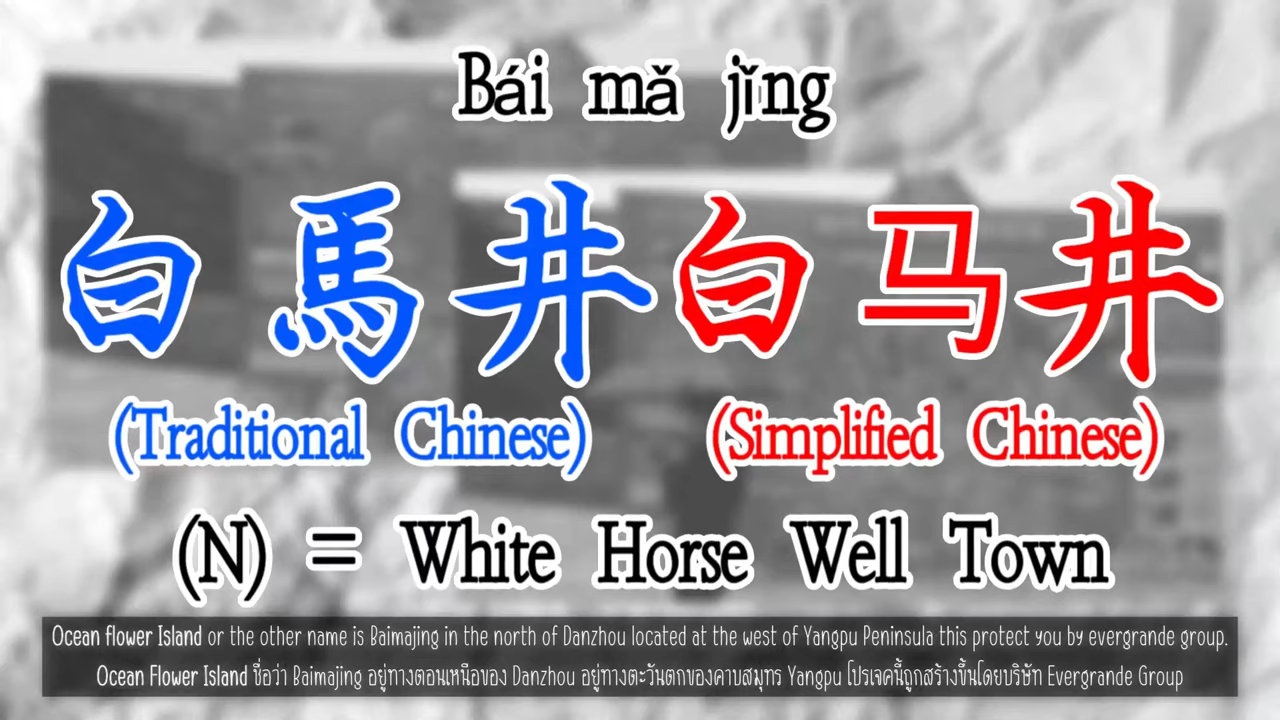 Bái mǎ jǐng
白馬井 白马井
(Traditional Chinese) (Simplified Chinese)
(N) = White Horse Well Town
Ocean flower Island or the other name is Baimajing in the north of Danzhou located at the west of Yangpu Peninsula this protect you by evergrande group.
Ocean Flower Island ชื่อว่า Baimajing อยู่ทางตอนเหนือของ Danzhou อยู่ทางตะวันตกของคาบสมุทร Yangpu โปรเจคนี้ถูกสร้างขึ้นโดยบริษัท Evergrande Group